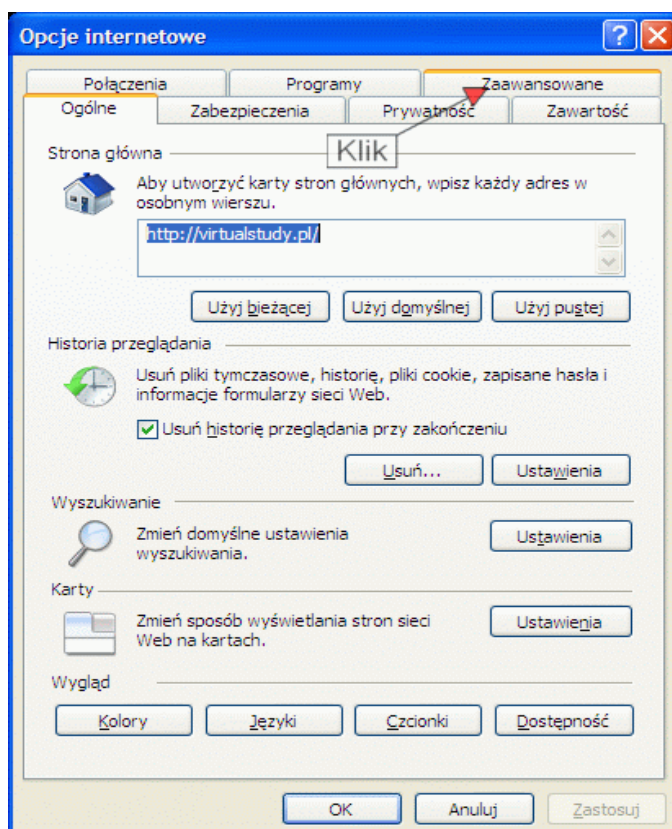 Opcje internetowe
Połączenia Programy Zaawansowane
Ogólne Zabezpieczenia Prywatność Zawartość
Klik
Strona główna
Aby utworzyć karty stron głównych, wpisz każdy adres w
osobnym wierszu.
http://virtualstudy.pl/
Użyj bieżącej Użyj domyślnej Użyj pustej
Historia przeglądania
Usuń pliki tymczasowe, historię, pliki cookie, zapisane hasła i
informacje formularzy sieci Web.
Usuń historię przeglądania przy zakończeniu
Usuń... Ustawienia
Wyszukiwanie
Zmień domyślne ustawienia
wyszukiwania.
Ustawienia
Karty
Zmień sposób wyświetlania stron sieci
Web na kartach.
Ustawienia
Wygląd
Kolory Języki Czcionki Dostępność
OK Anuluj Zastosuj